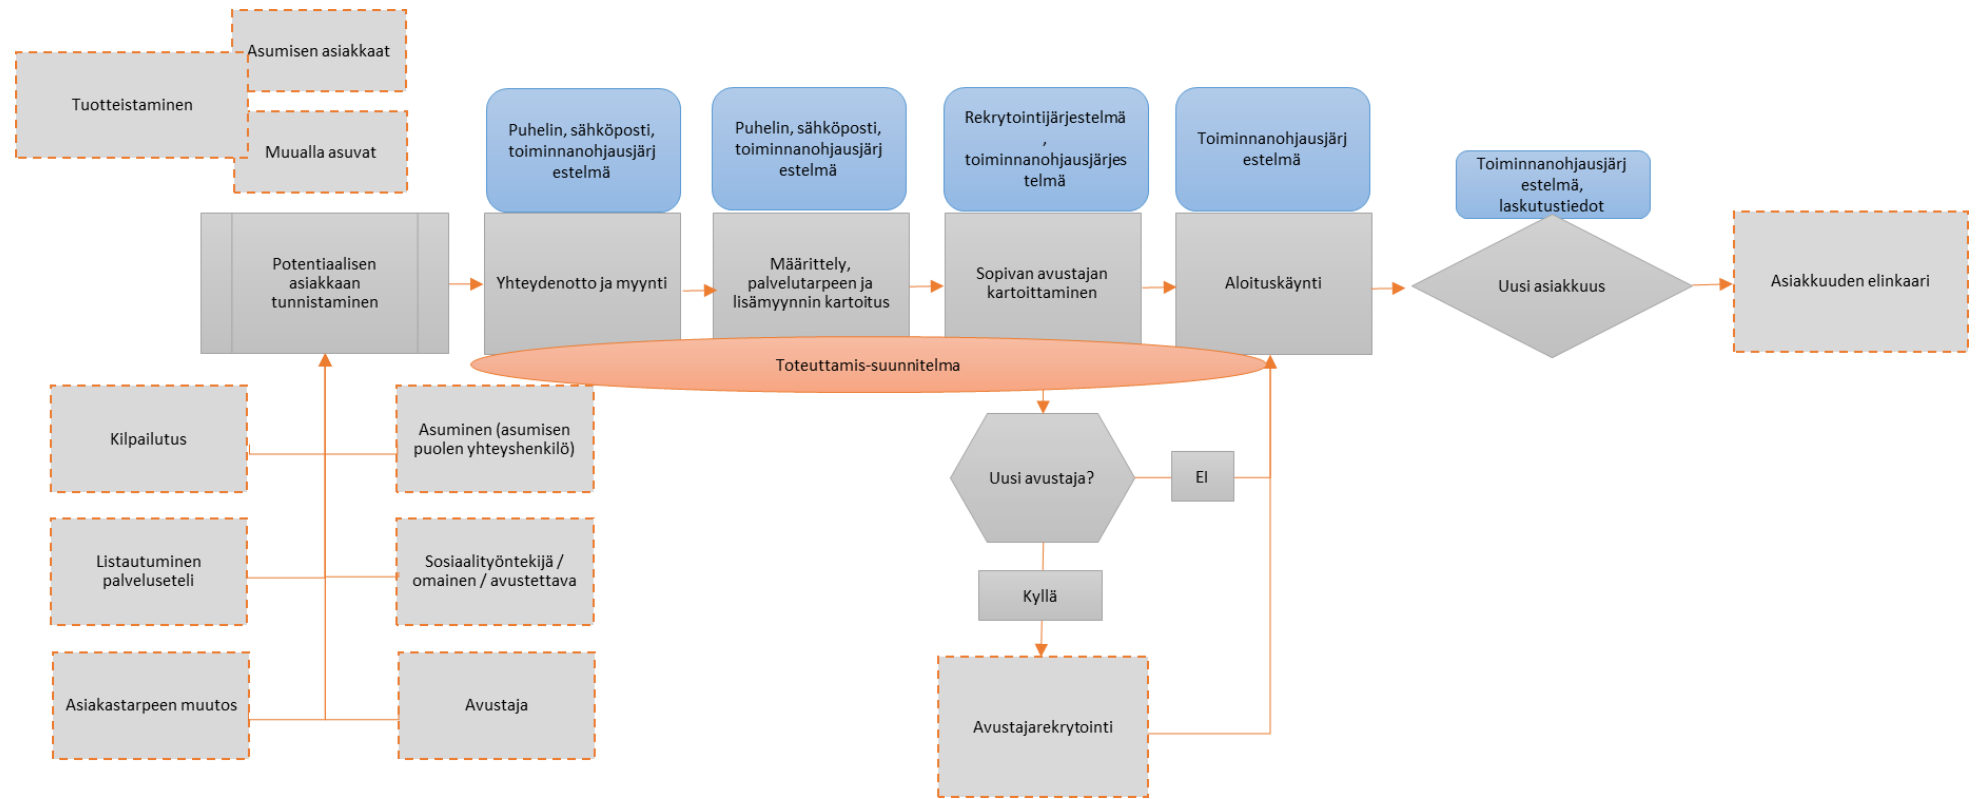 Asumisen asiakkaat
Tuotteistaminen
Muualla asuvat
Puhelin, sähköposti,
toiminnanohjausjärj
estelmä
Puhelin, sähköposti,
toiminnanohjausjärj
estelmä
Rekrytointijärjestelmä
,
toiminnanohjausjärjes
telmä
Toiminnanohjausjärj
estelmä
Toiminnanohjausjärj
estelmä,
laskutustiedot
Potentiaalisen
asiakkaan
tunnistaminen
Yhteydenotto ja myynti
Määrittely,
palvelutarpeen ja
lisämyynnin kartoitus
Sopivan avustajan
kartoittaminen
Aloituskäynti
Uusi asiakkuus
Asiakkuuden elinkaari
Toteuttamis-suunnitelma
Kilpailutus
Asuminen (asumisen
puolen yhteyshenkilö)
Uusi avustaja?
EI
Listautuminen
palveluseteli
Sosiaalityöntekijä /
omainen / avustettava
Kyllä
Asiakastarpeen muutos
Avustaja
Avustajarekrytointi